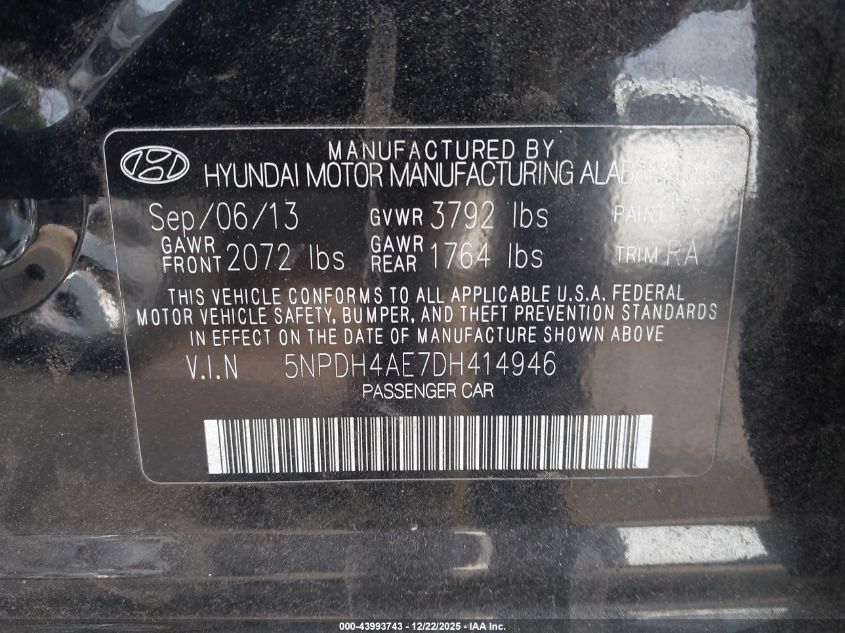 MANUFACTURED BY
HYUNDAI MOTOR MANUFACTURING
Sep/06/13 GVWR 3792 lbs PAINT
GAWR FRONT 2072 lbs GAWR REAR 1764 lbs TRIM RA
THIS VEHICLE CONFORMS TO ALL APPLICABLE U.S.A. FEDERAL
MOTOR VEHICLE SAFETY, BUMPER, AND THEFT PREVENTION STANDARDS
IN EFFECT ON THE DATE OF MANUFACTURE SHOWN ABOVE
V.I.N 5NPDH4AE7DH414946
PASSENGER CAR
000-43993743 - 12/22/2025 - IAA Inc.